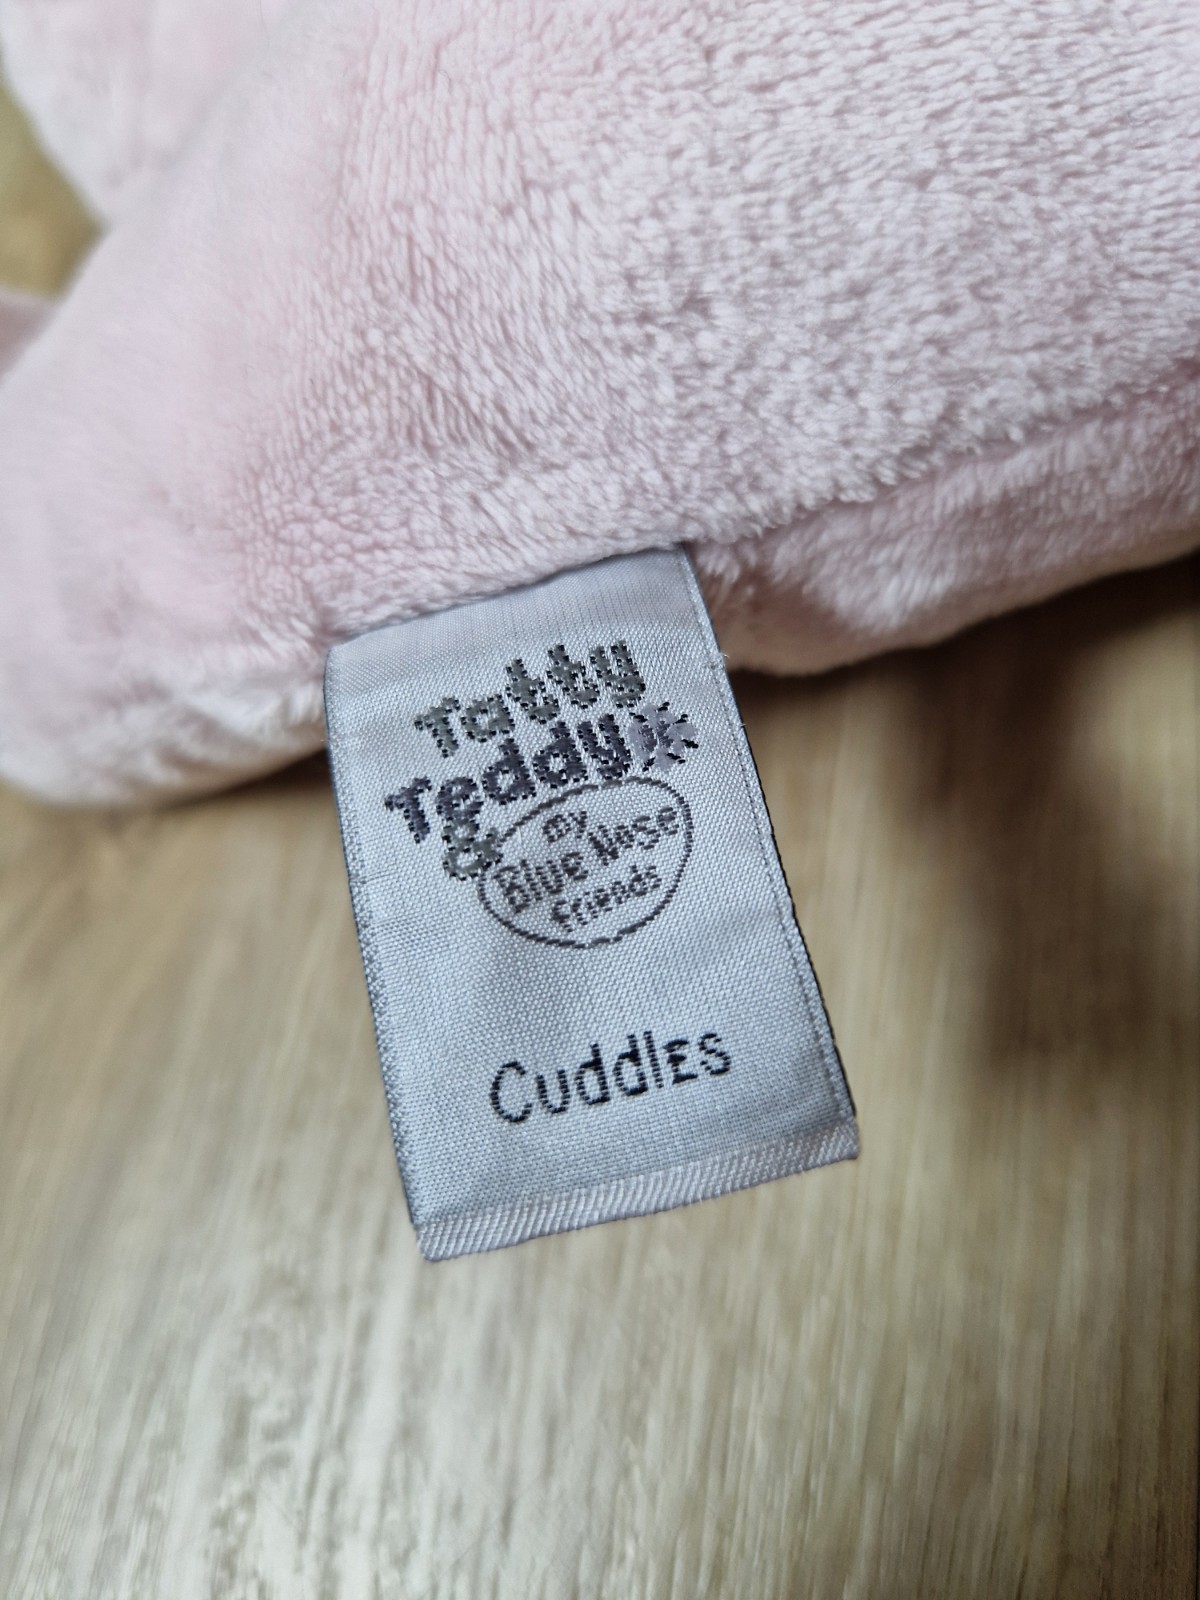 Tatty
Teddy
& my
Blue Nose
friends
CuddlEs